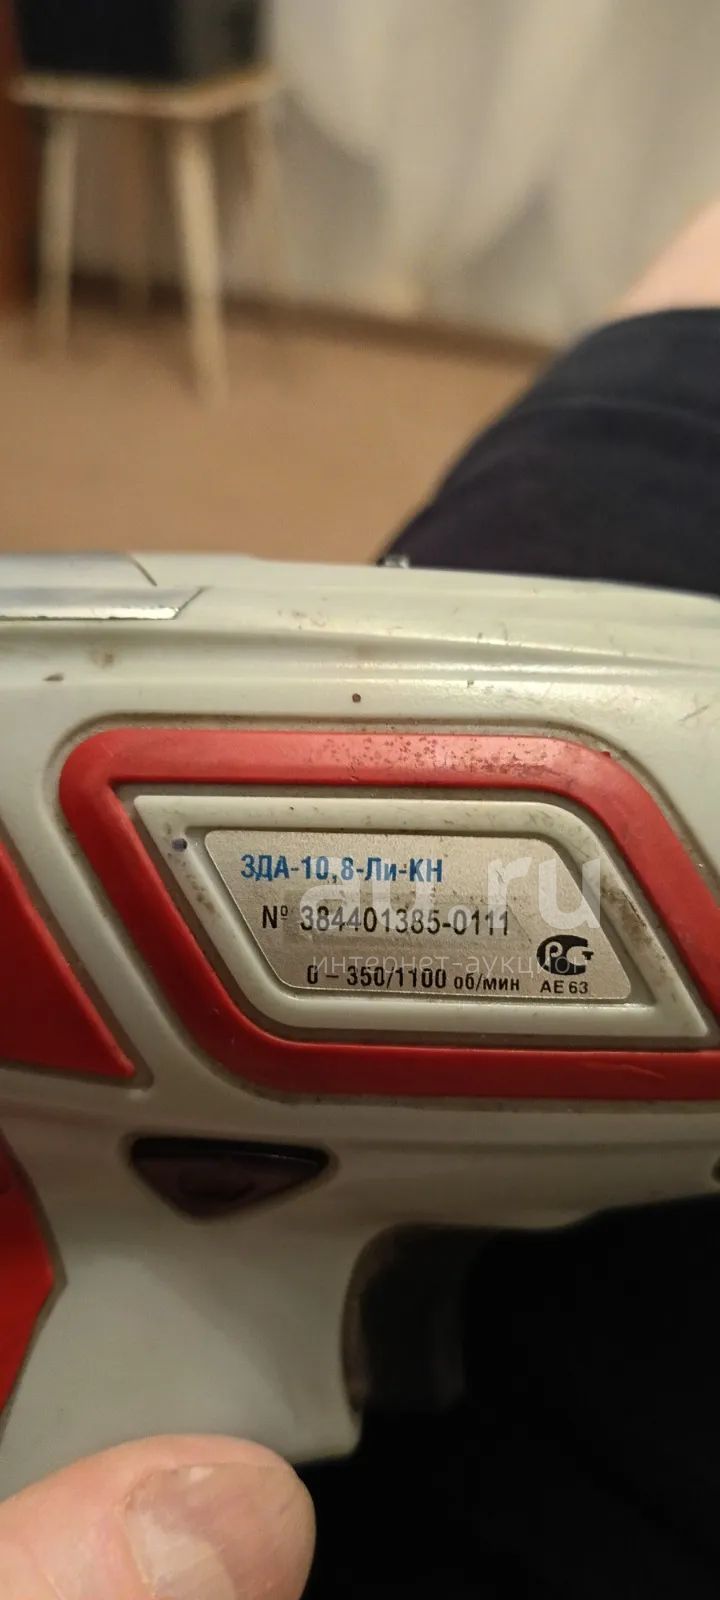 ЗДА-10,8-Ли-КН
№ 384401385-0111
0 – 350/1100 об/мин
АЕ 63
au.ru
интернет-аукцион